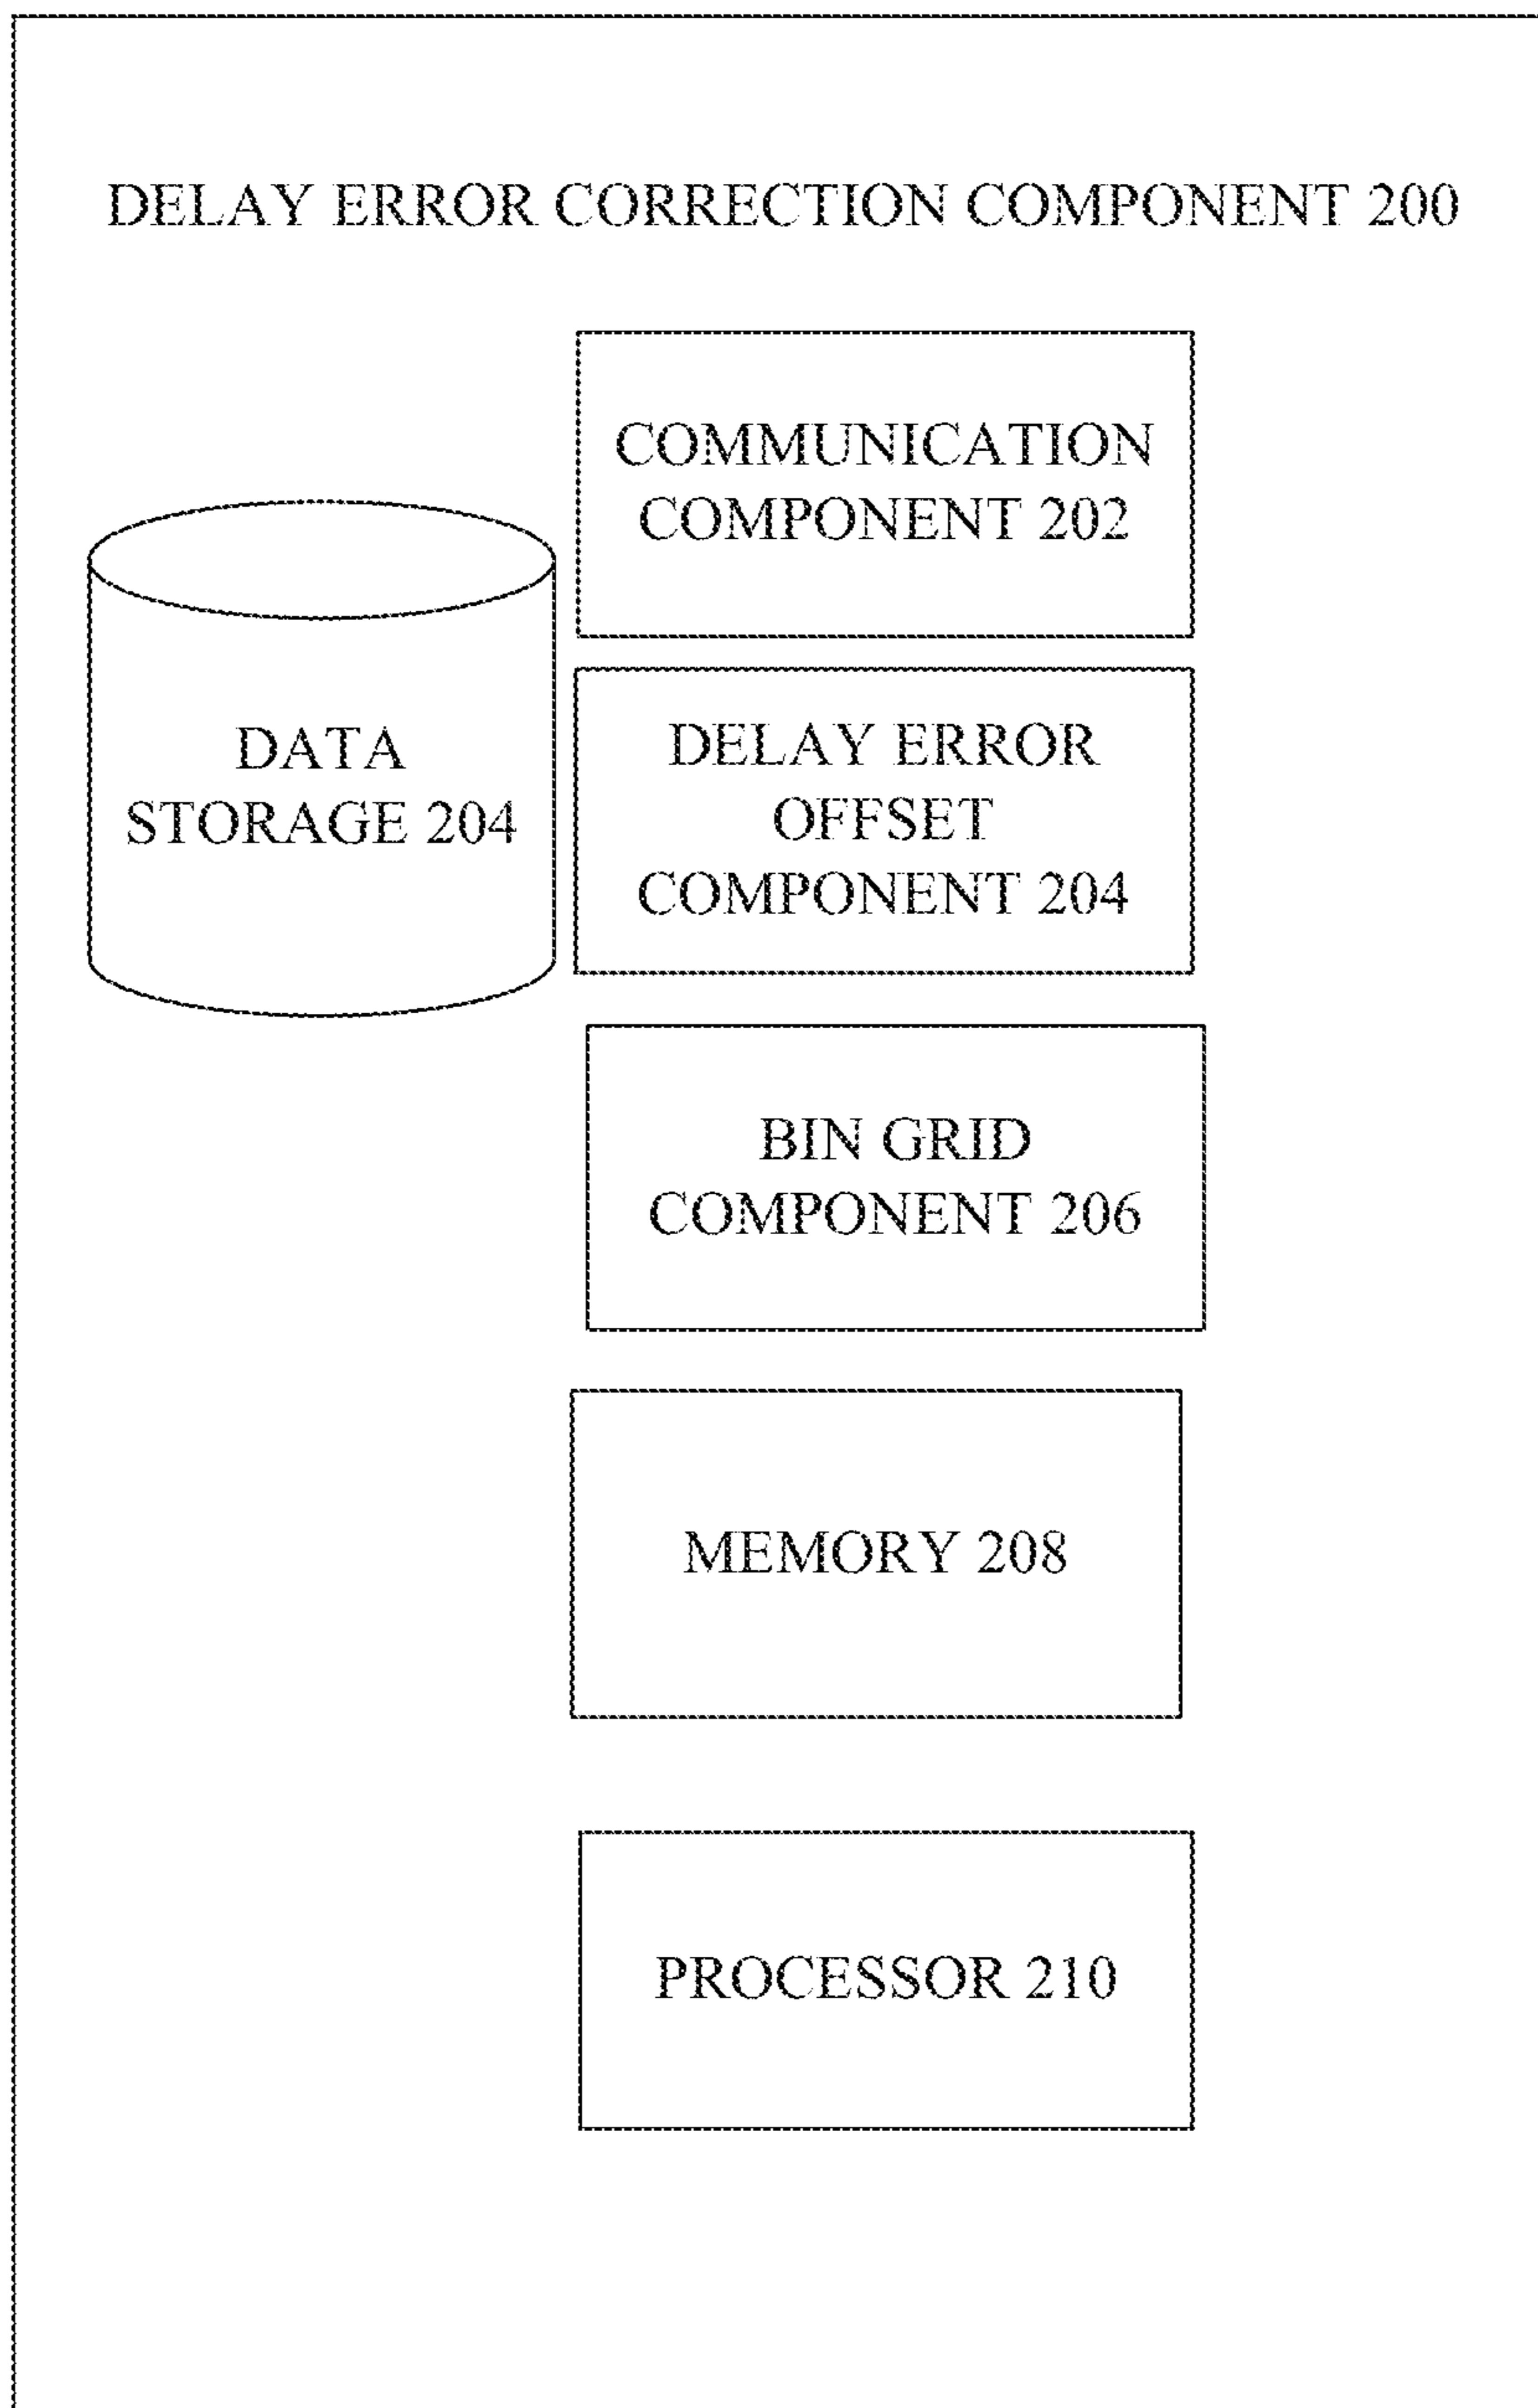 DELAY ERROR CORRECTION COMPONENT 200
COMMUNICATION
COMPONENT 202
DATA
STORAGE 204
DELAY ERROR
OFFSET
COMPONENT 204
BIN GRID
COMPONENT 206
MEMORY 208
PROCESSOR 210